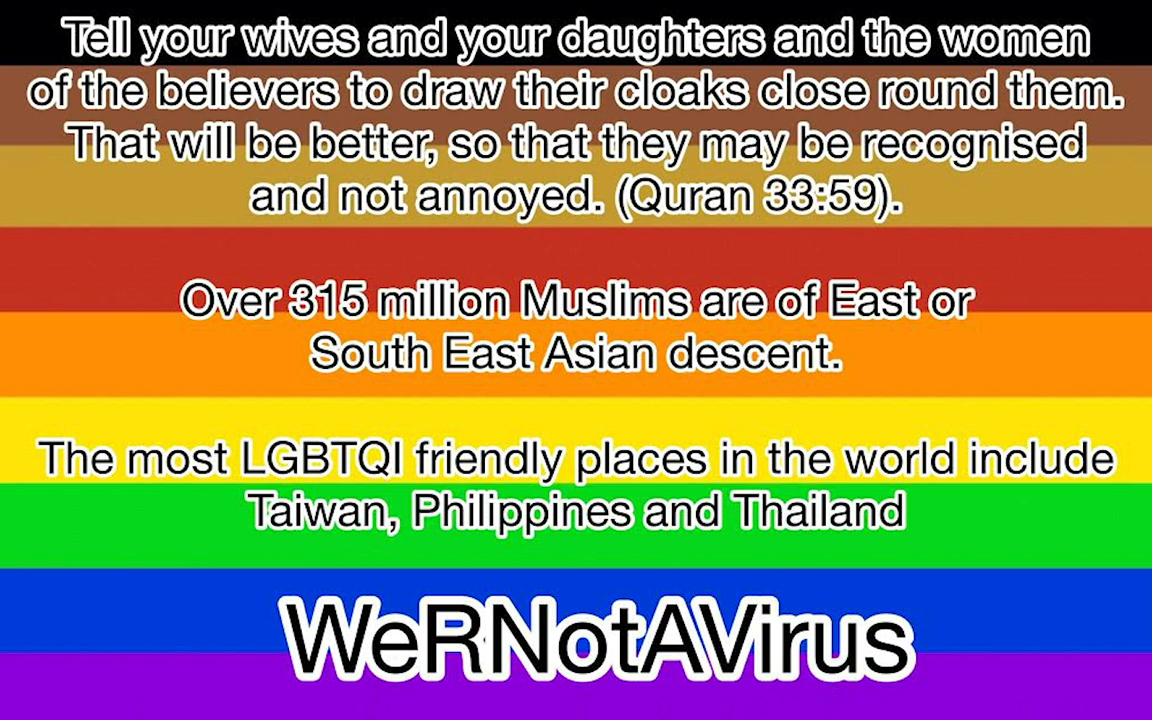 Tell your wives and your daughters and the women
of the believers to draw their cloaks close round them.
That will be better, so that they may be recognised
and not annoyed. (Quran 33:59).
Over 315 million Muslims are of East or
South East Asian descent.
The most LGBTQI friendly places in the world include
Taiwan, Philippines and Thailand
WeRNotAVirus